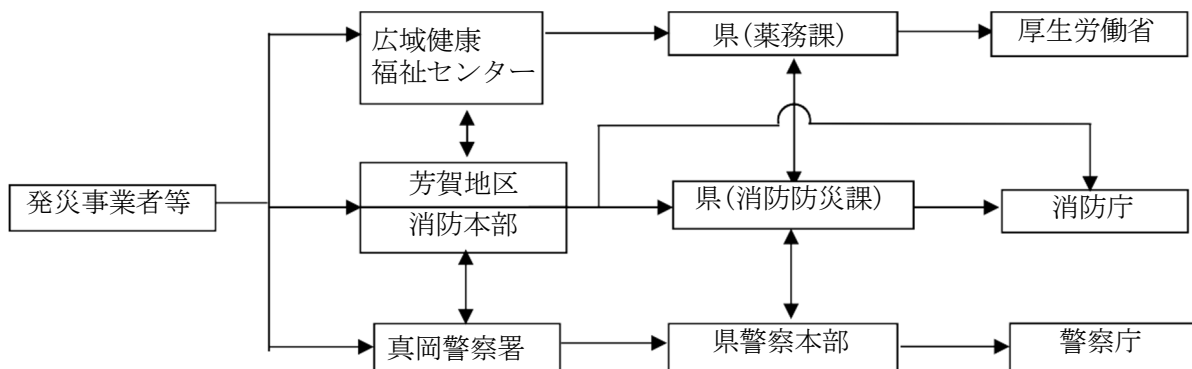 広域健康
福祉センター
県(薬務課)
厚生労働省
発災事業者等
芳賀地区
消防本部
県(消防防災課)
消防庁
真岡警察署
県警察本部
警察庁